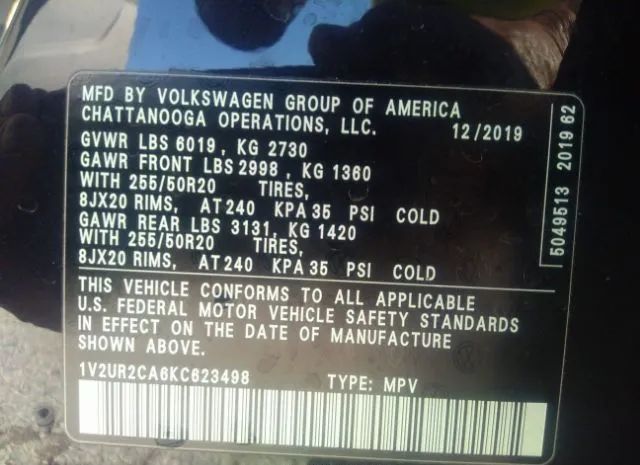 MFD BY VOLKSWAGEN GROUP OF AMERICA
CHATTANOOGA OPERATIONS, LLC. 12/2019
GVWR LBS 6019, KG 2730
GAWR FRONT LBS 2998, KG 1360
WITH 255/50R20 TIRES,
8JX20 RIMS, AT 240 KPA 35 PSI COLD
GAWR REAR LBS 3131, KG 1420
WITH 255/50R20 TIRES,
8JX20 RIMS, AT 240 KPA 35 PSI COLD
THIS VEHICLE CONFORMS TO ALL APPLICABLE
U.S. FEDERAL MOTOR VEHICLE SAFETY STANDARDS
IN EFFECT ON THE DATE OF MANUFACTURE
SHOWN ABOVE.
1V2UR2CA6KC623498 TYPE: MPV
5049513 2019 62